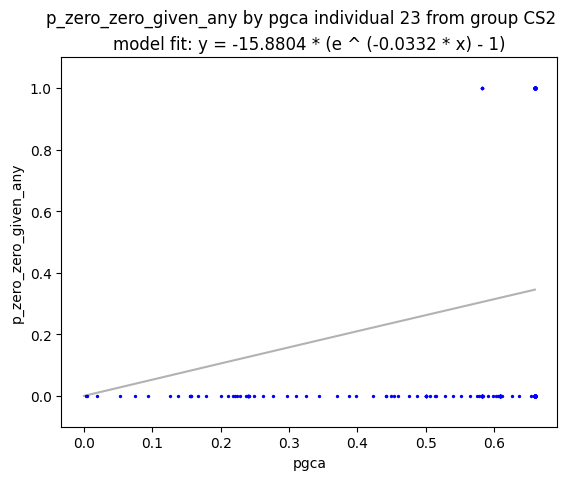 p_zero_zero_given_any by pgca individual 23 from group CS2
model fit: y = -15.8804 * (e ^ (-0.0332 * x) - 1)
1.0
0.8
0.6
0.4
0.2
0.0
p_zero_zero_given_any
0.0 0.1 0.2 0.3 0.4 0.5 0.6
pgca